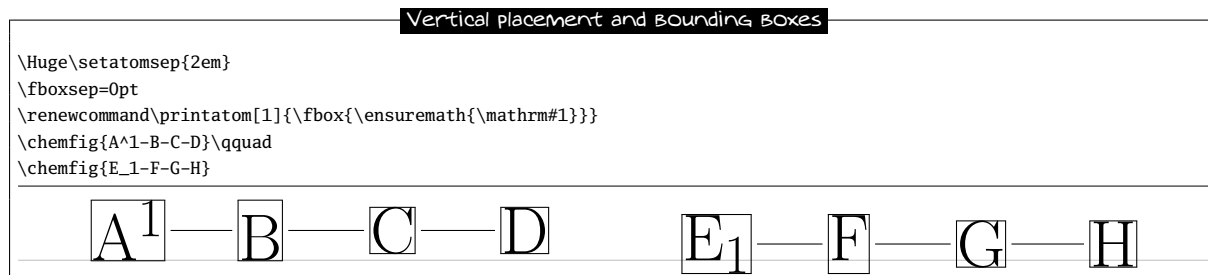 Vertical placement and Bounding Boxes
\Huge\setatomsep{2em}
\fboxsep=0pt
\renewcommand\printatom[1]{\fbox{\ensuremath{\mathrm#1}}}
\chemfig{A^1-B-C-D}\qquad
\chemfig{E_1-F-G-H}
A¹ B C D E₁ F G H